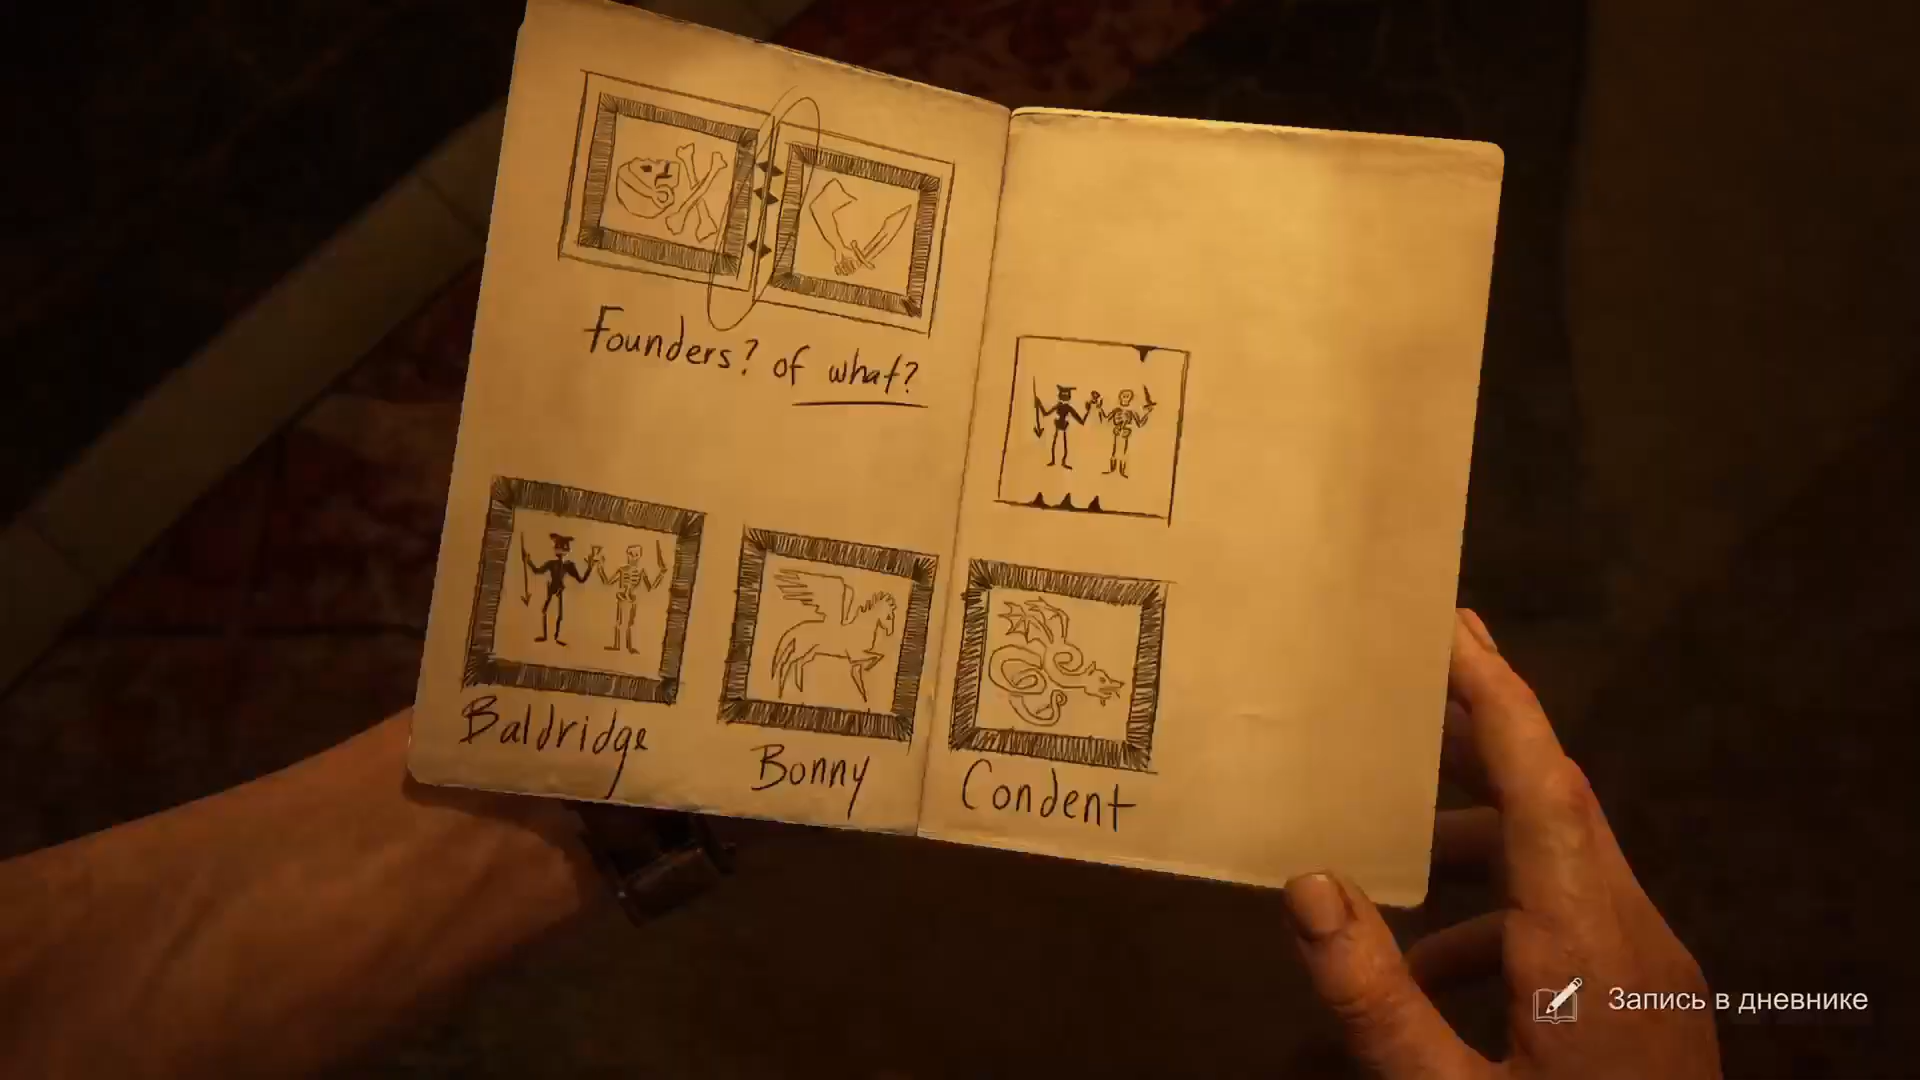 Founders? of what?
Baldridge
Bonny
Condent
Запись в дневнике